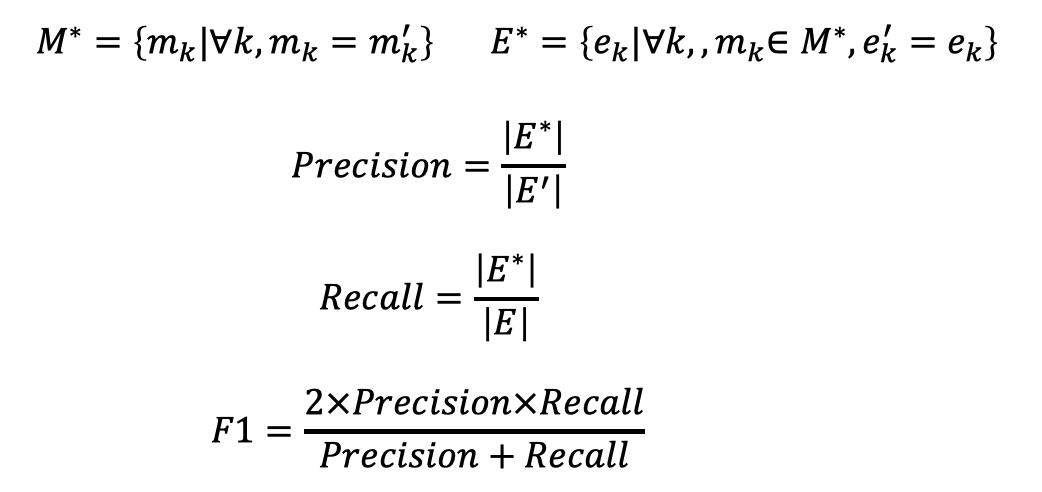 M* = {m_k|∀k, m_k = m′_k} E* = {e_k|∀k, , m_k∈ M*, e′_k = e_k}
Precision = |E*| / |E′|
Recall = |E*| / |E|
F1 = 2×Precision×Recall / Precision + Recall